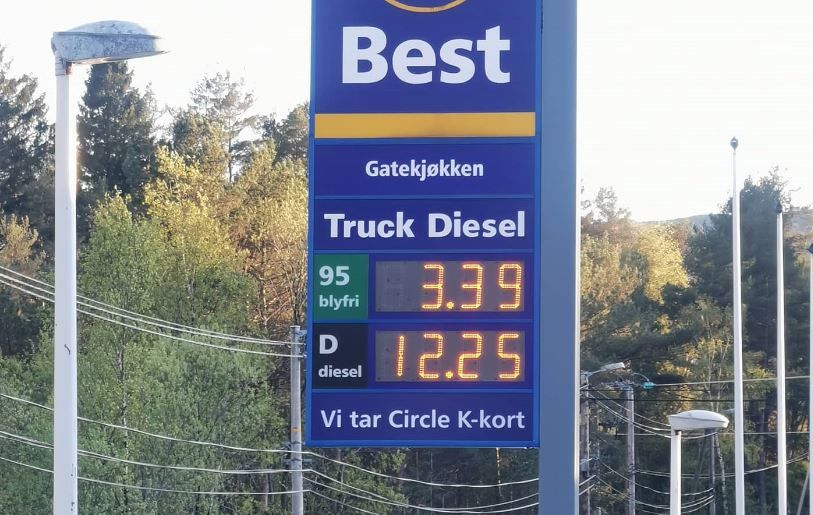 Best
Gatekjøkken
Truck Diesel
95 3.39
blyfri
D 12.25
diesel
Vi tar Circle K-kort